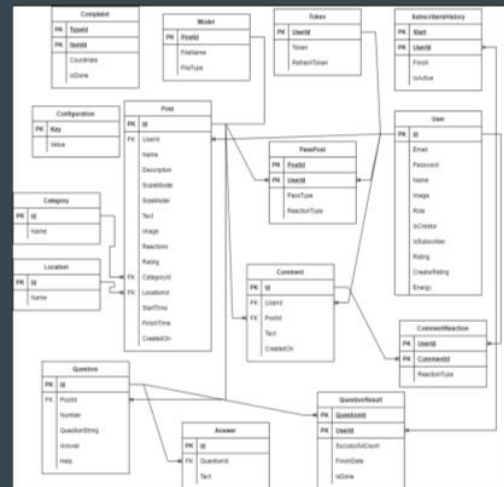 Complaint
PK TypeId
PK ItemId
CountRate
IsDone
Model
PK PostId
FileName
FileType
Token
PK UserId
Token
RefreshToken
SubscribersHistory
PK Start
PK UserId
Finish
IsActive
Configuration
PK Key
Value
Post
PK Id
FK UserId
Name
Description
ScaleModel
SizeModel
Text
Image
Reactions
Rating
FK CategoryId
FK LocationId
StartTime
FinishTime
CreatedOn
PassPost
PK PostId
PK UserId
PassType
ReactionType
User
PK Id
Email
Password
Name
Image
Role
IsCreator
IsSubscriber
Rating
CreatorRating
Energy
Category
PK Id
Name
Location
PK Id
Name
Comment
PK Id
FK UserId
FK PostId
Text
CreatedOn
CommentReaction
PK UserId
PK CommentId
ReactionType
Question
PK Id
FK PostId
Number
QuestionString
Answer
Help
Answer
PK Id
FK QuestionId
Text
QuestionResult
PK QuestionId
PK UserId
SuccessfulCount
FinishDate
IsDone